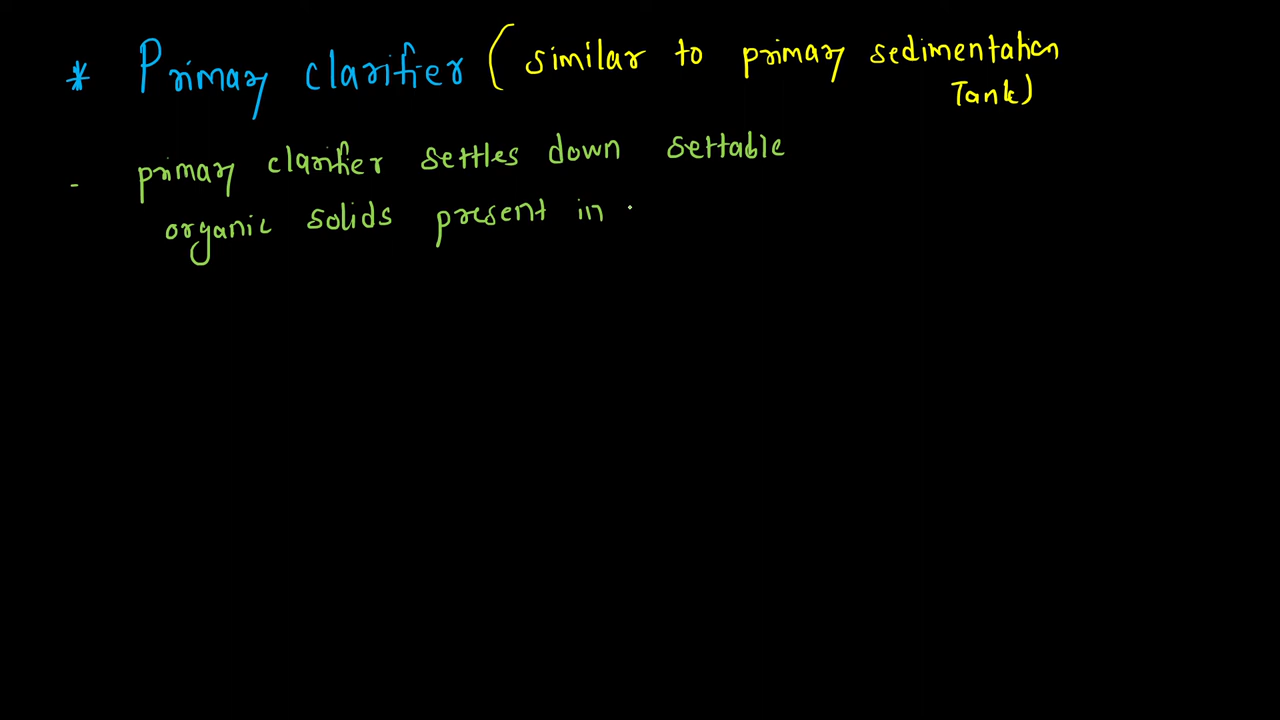 * Primary clarifier (similar to primary sedimentation
Tank)
- primary clarifier settles down settable
organic solids present in